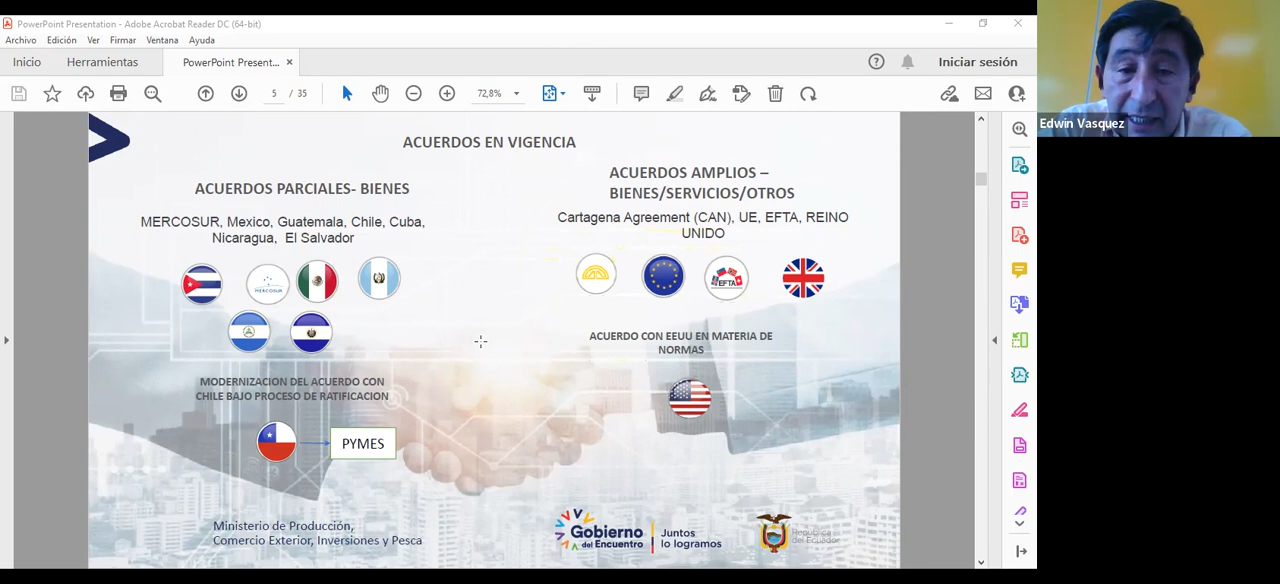 PowerPoint Presentation - Adobe Acrobat Reader DC (64-bit)
Archivo Edición Ver Firmar Ventana Ayuda
Inicio Herramientas PowerPoint Present... × Iniciar sesión
5 / 35 72,8%
Edwin Vasquez
ACUERDOS EN VIGENCIA
ACUERDOS PARCIALES- BIENES
MERCOSUR, Mexico, Guatemala, Chile, Cuba,
Nicaragua, El Salvador
MERCOSUR
MODERNIZACION DEL ACUERDO CON
CHILE BAJO PROCESO DE RATIFICACION
PYMES
ACUERDOS AMPLIOS –
BIENES/SERVICIOS/OTROS
Cartagena Agreement (CAN), UE, EFTA, REINO
UNIDO
EFTA
ACUERDO CON EEUU EN MATERIA DE
NORMAS
Ministerio de Producción,
Comercio Exterior, Inversiones y Pesca
Gobierno
del Encuentro
Juntos
lo logramos
República
del Ecuador